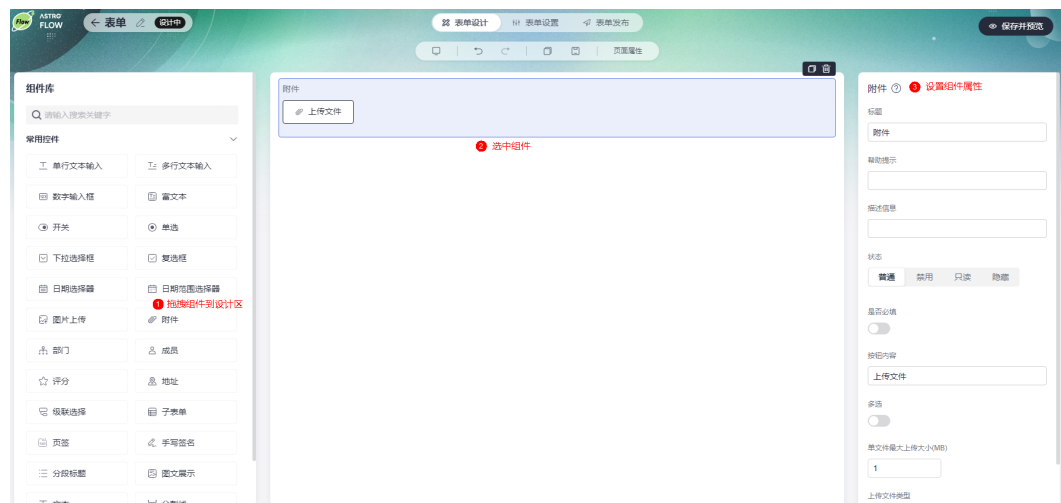 Flow
ASTRO
FLOW
表单
设计中
表单设计
表单设置
表单发布
保存并预览
页面属性
组件库
请输入搜索关键字
常用控件
单行文本输入
多行文本输入
数字输入框
富文本
开关
单选
下拉选择框
复选框
日期选择器
日期范围选择器
1 拖拽组件到设计区
图片上传
附件
部门
成员
评分
地址
级联选择
子表单
页签
手写签名
分段标题
图文展示
附件
上传文件
2 选中组件
附件
3 设置组件属性
标题
附件
帮助提示
描述信息
状态
普通 禁用 只读 隐藏
是否必填
按钮内容
上传文件
多选
单文件最大上传大小(MB)
1
上传文件类型